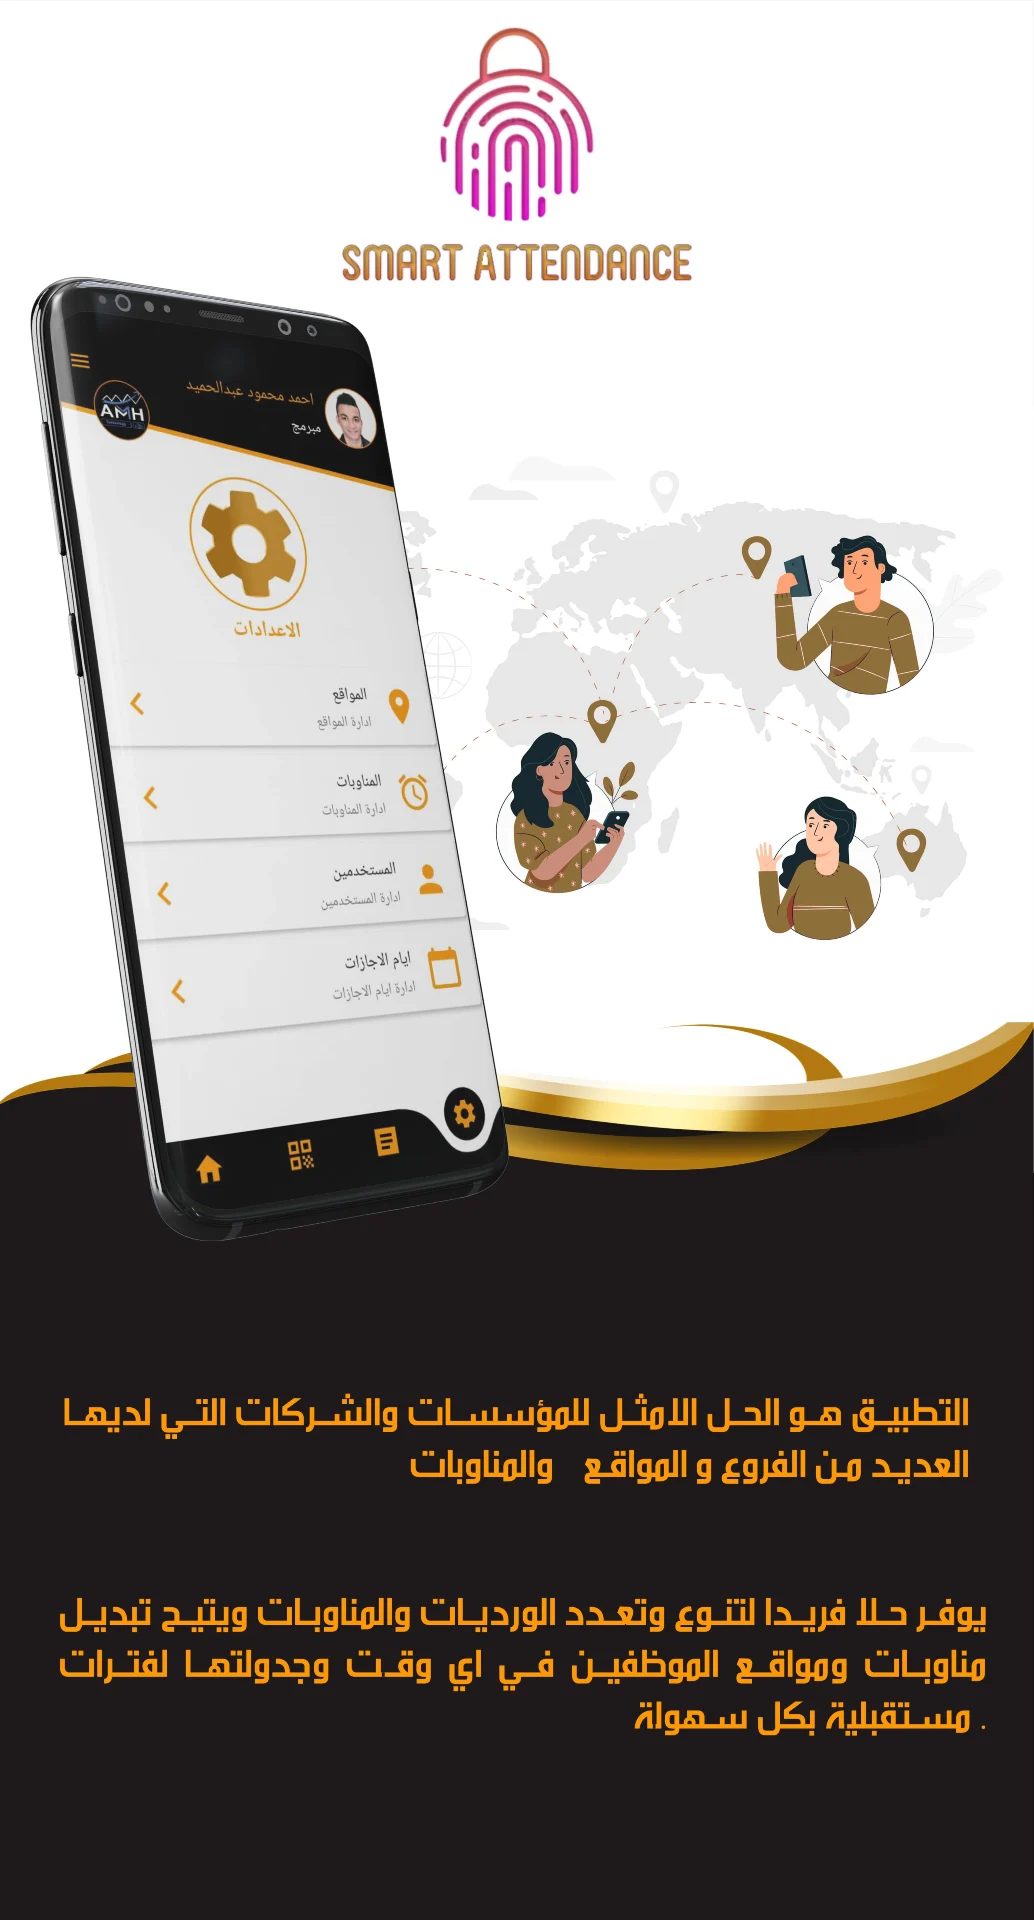 SMART ATTENDANCE
احمد محمود عبدالحميد
مبرمج
AMH
الاعدادات
المواقع
ادارة المواقع
المناوبات
ادارة المناوبات
المستخدمين
ادارة المستخدمين
ايام الاجازات
ادارة ايام الاجازات
التطبيق هو الحل الامثل للمؤسسات والشركات التي لديها
العديد من الفروع و المواقع والمناوبات
يوفر حلا فريدا لتنوع وتعدد الورديات والمناوبات ويتيح تبديل
مناوبات ومواقع الموظفين في اي وقت وجدولتها لفترات
مستقبلية بكل سهولة .